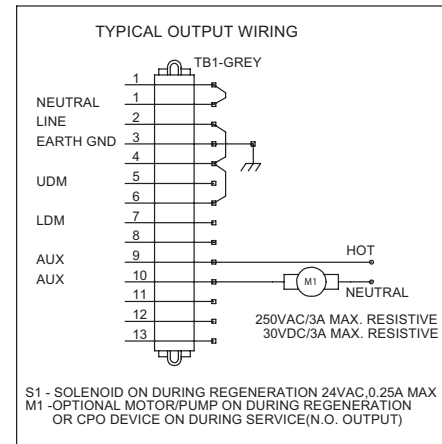 TYPICAL OUTPUT WIRING
TB1-GREY
1
NEUTRAL 1
LINE 2
EARTH GND 3
4
UDM 5
6
LDM 7
8
AUX 9 HOT
AUX 10 M1 NEUTRAL
11
12
13
250VAC/3A MAX. RESISTIVE
30VDC/3A MAX. RESISTIVE
S1 - SOLENOID ON DURING REGENERATION 24VAC,0.25A MAX
M1 -OPTIONAL MOTOR/PUMP ON DURING REGENERATION
OR CPO DEVICE ON DURING SERVICE(N.O. OUTPUT)